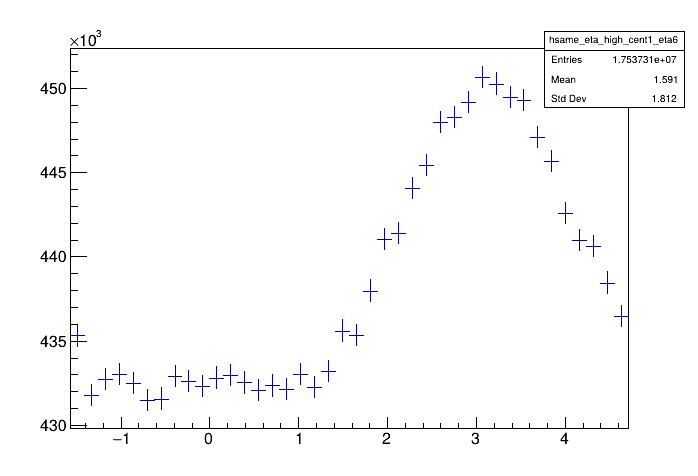 ×10³
hsame_eta_high_cent1_eta6
Entries 1.753731e+07
Mean 1.591
Std Dev 1.812
450
445
440
435
430
−1 0 1 2 3 4